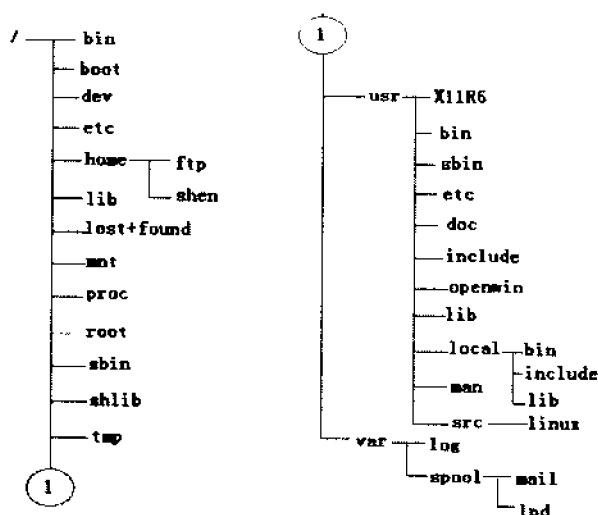 / bin
boot
dev
etc
home ftp
shen
lib
lost+found
mnt
proc
root
sbin
shlib
tmp
1
1
usr X11R6
bin
sbin
etc
doc
include
openwin
lib
local bin
include
lib
man
src linux
var log
spool mail
lpd